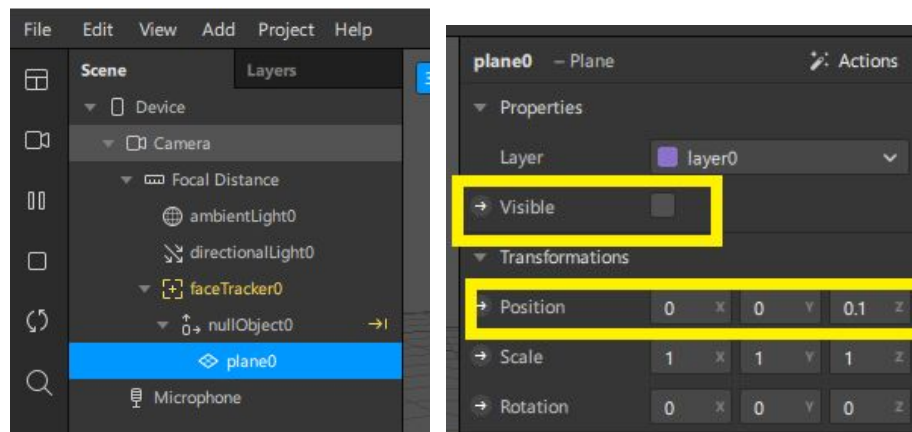 File Edit View Add Project Help
Scene Layers
Device
Camera
Focal Distance
ambientLight0
directionalLight0
faceTracker0
nullObject0
plane0
Microphone
plane0 – Plane Actions
Properties
Layer layer0
Visible
Transformations
Position 0 X 0 Y 0.1 Z
Scale 1 X 1 Y 1 Z
Rotation 0 X 0 Y 0 Z